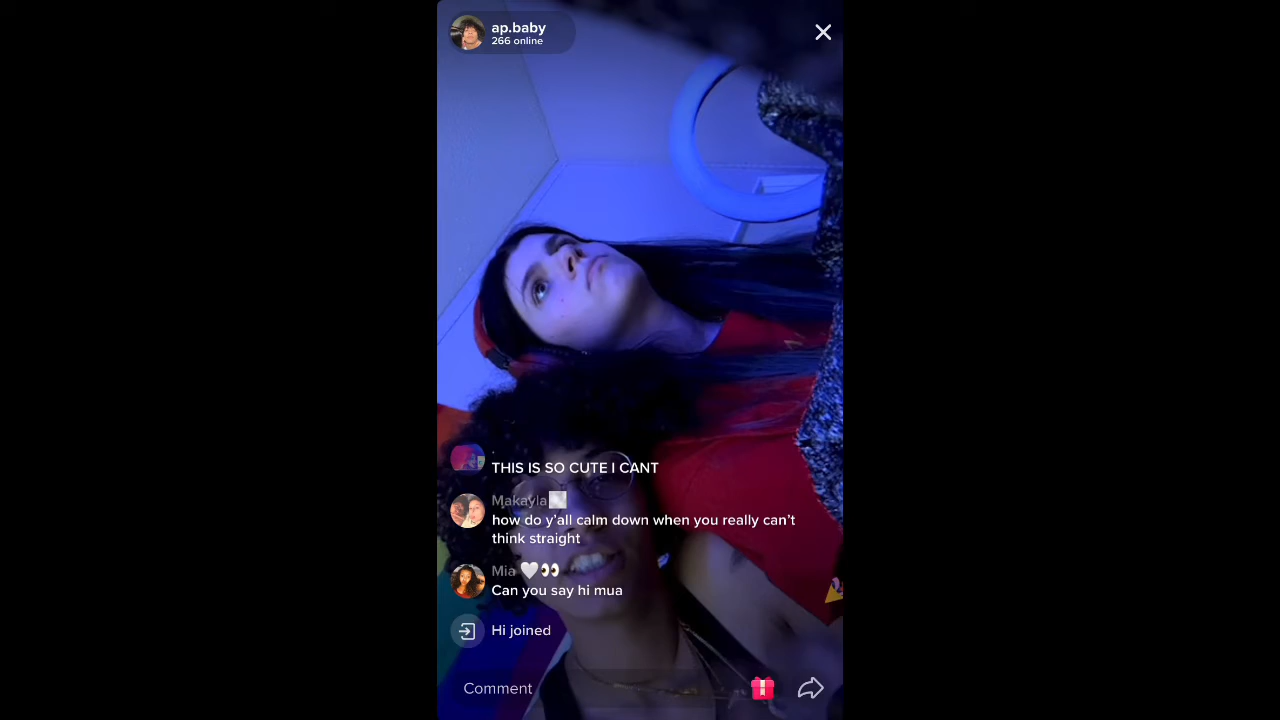 ap.baby
266 online
THIS IS SO CUTE I CANT
Makayla
how do y'all calm down when you really can't
think straight
Mia 🤍👀
Can you say hi mua
Hi joined
Comment